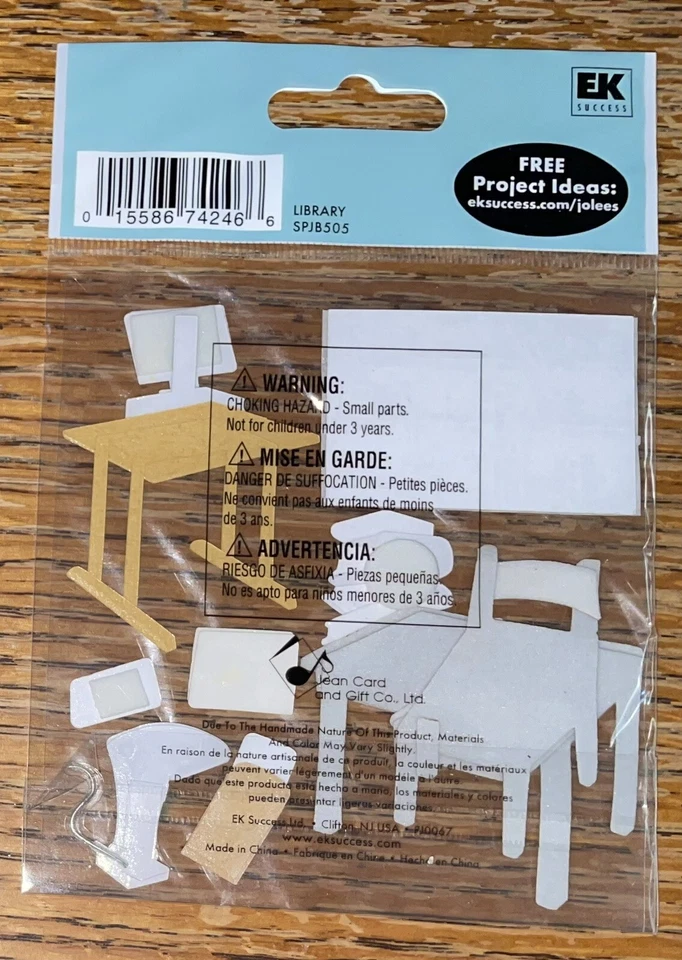 EK
SUCCESS
FREE
Project Ideas:
eksuccess.com/jolees
0 15586 74246 6
LIBRARY
SPJB505
WARNING:
CHOKING HAZARD - Small parts.
Not for children under 3 years.
MISE EN GARDE:
DANGER DE SUFFOCATION - Petites pièces.
Ne convient pas aux enfants de moins
de 3 ans.
ADVERTENCIA:
RIESGO DE ASFIXIA - Piezas pequeñas.
No es apto para niños menores de 3 años.
Jean Card
and Gift Co., Ltd.
Due To The Handmade Nature Of This Product, Materials
And Color May Vary Slightly.
En raison de la nature artisanale de ce produit, la couleur et les matériaux
peuvent varier légèrement d'un modèle à l'autre.
Dado que este producto está hecho a mano, los materiales y colores
pueden presentar ligeras variaciones.
EK Success Ltd. • Clifton, NJ USA • PJ0067
www.eksuccess.com
Made in China • Fabrique en Chine • Hecho en China